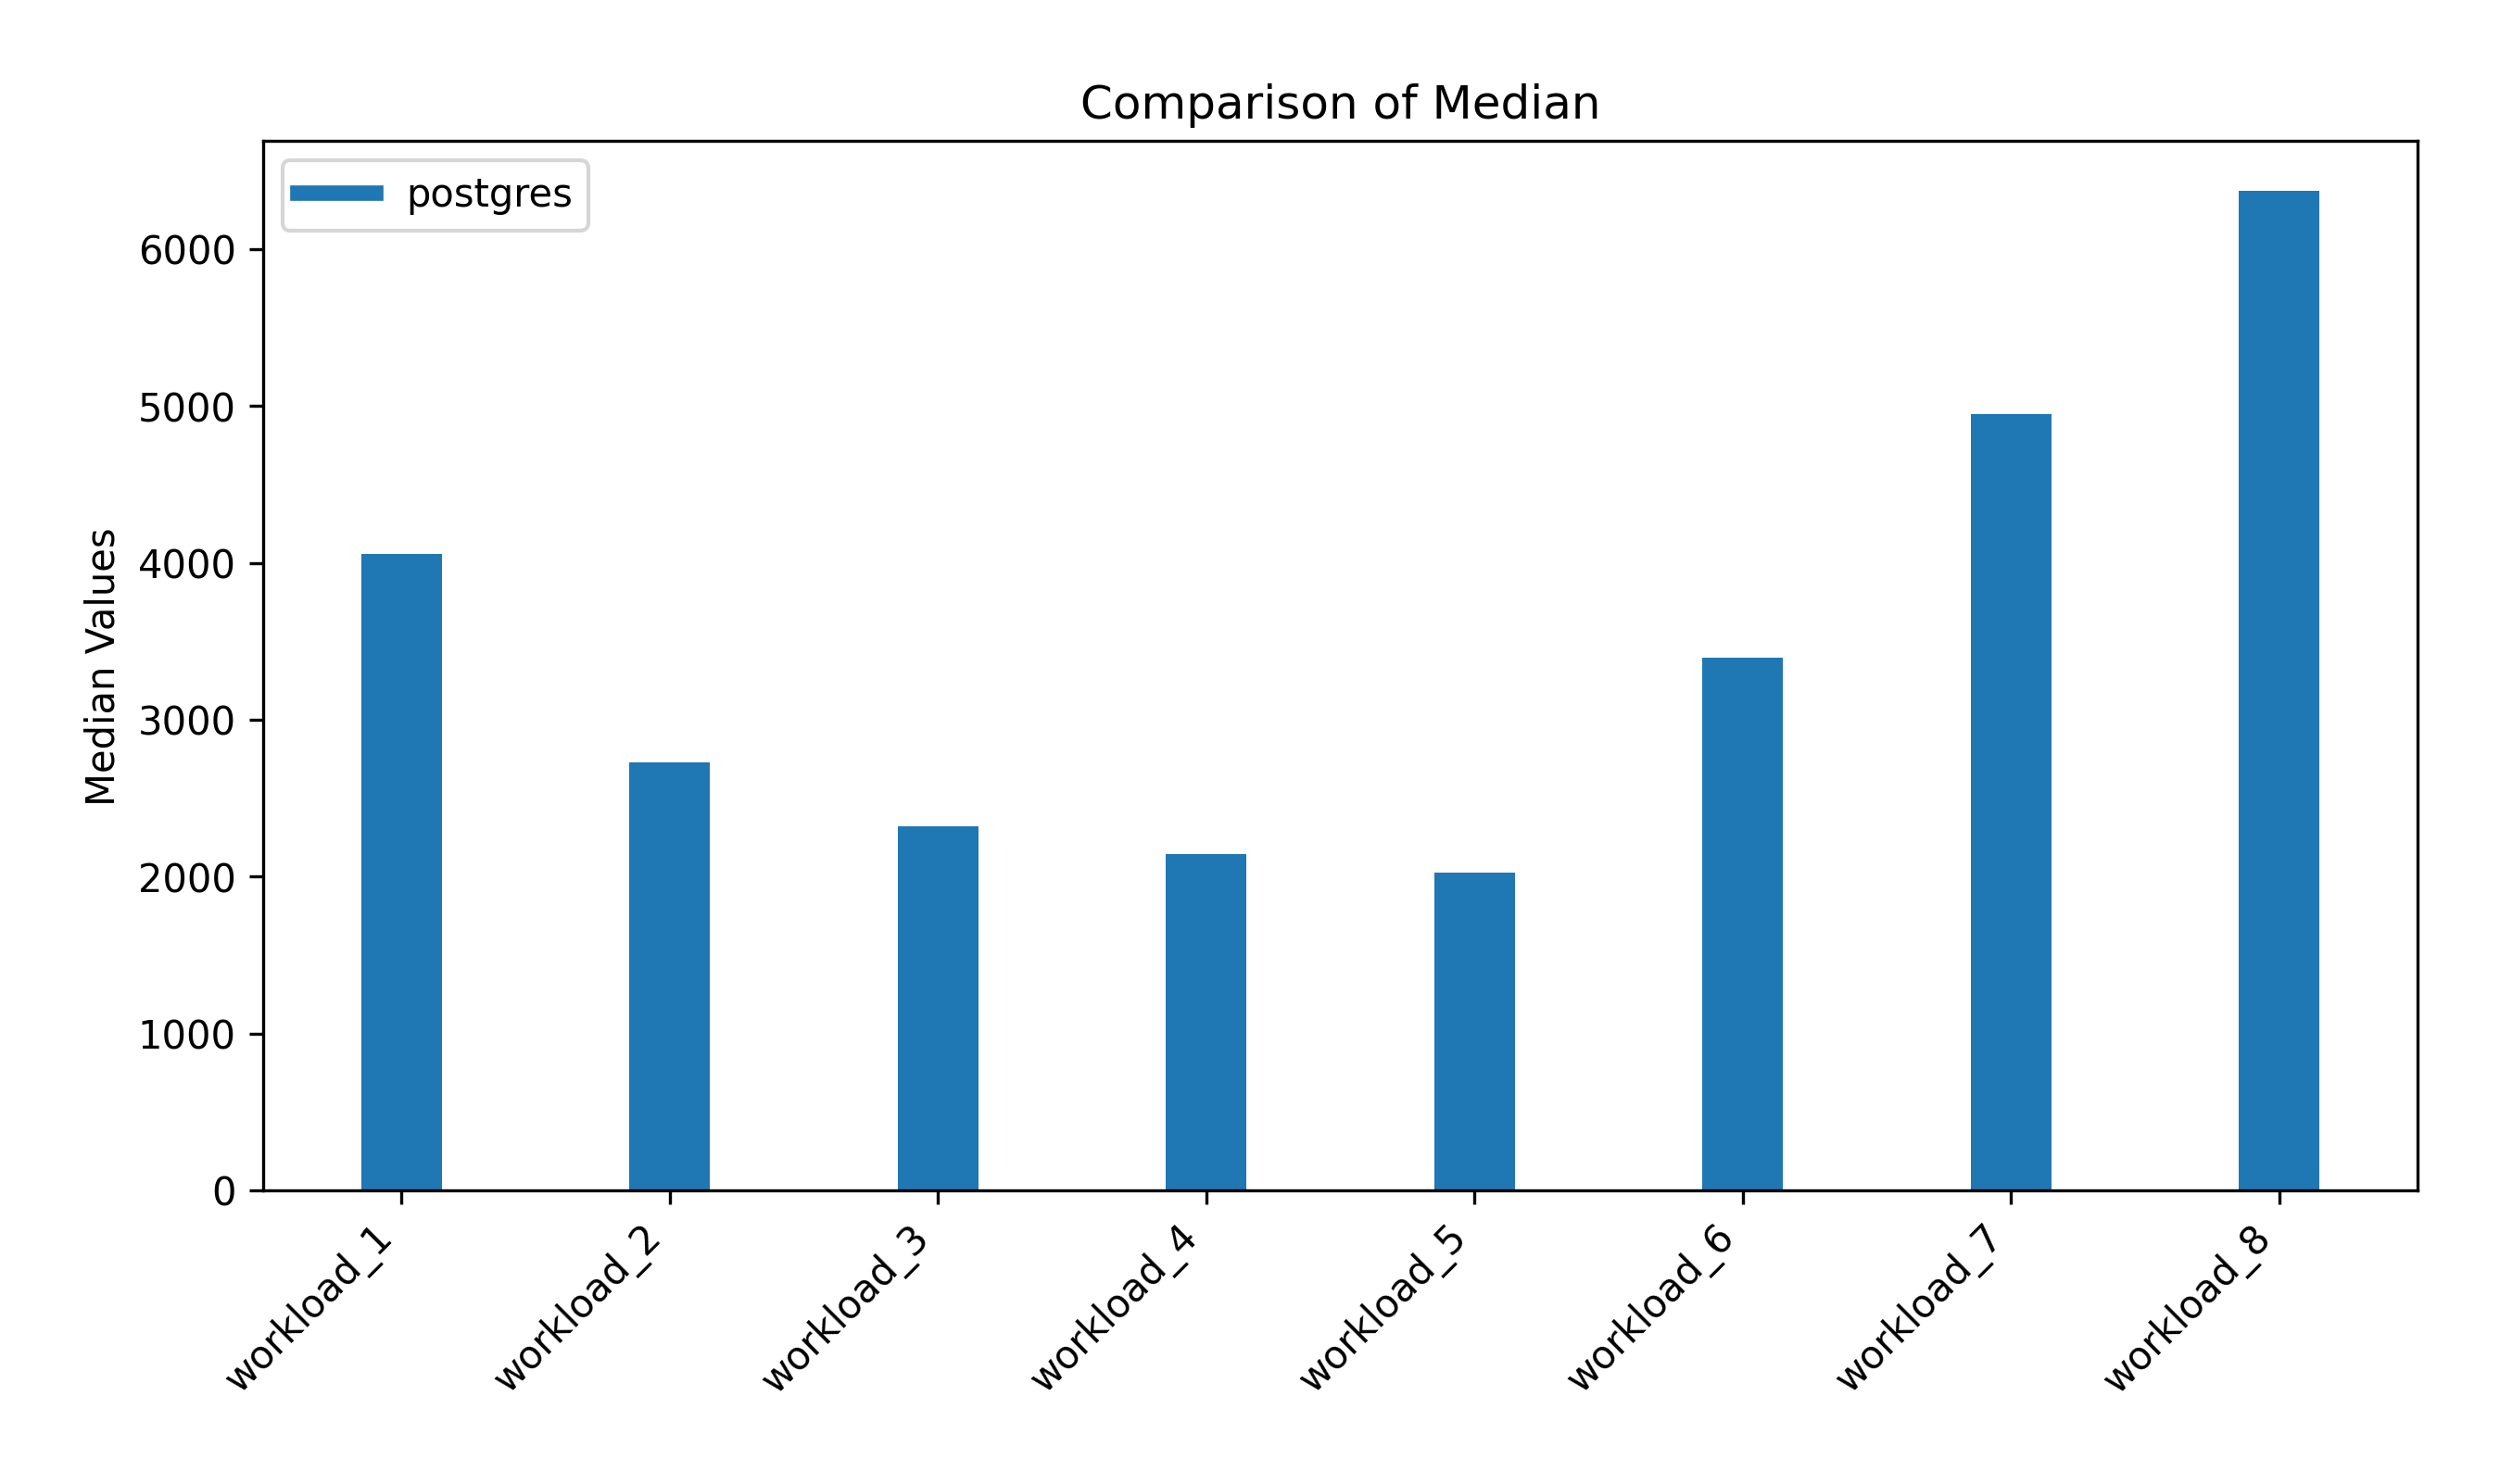 Comparison of Median
postgres
Median Values
6000
5000
4000
3000
2000
1000
0
workload_1
workload_2
workload_3
workload_4
workload_5
workload_6
workload_7
workload_8